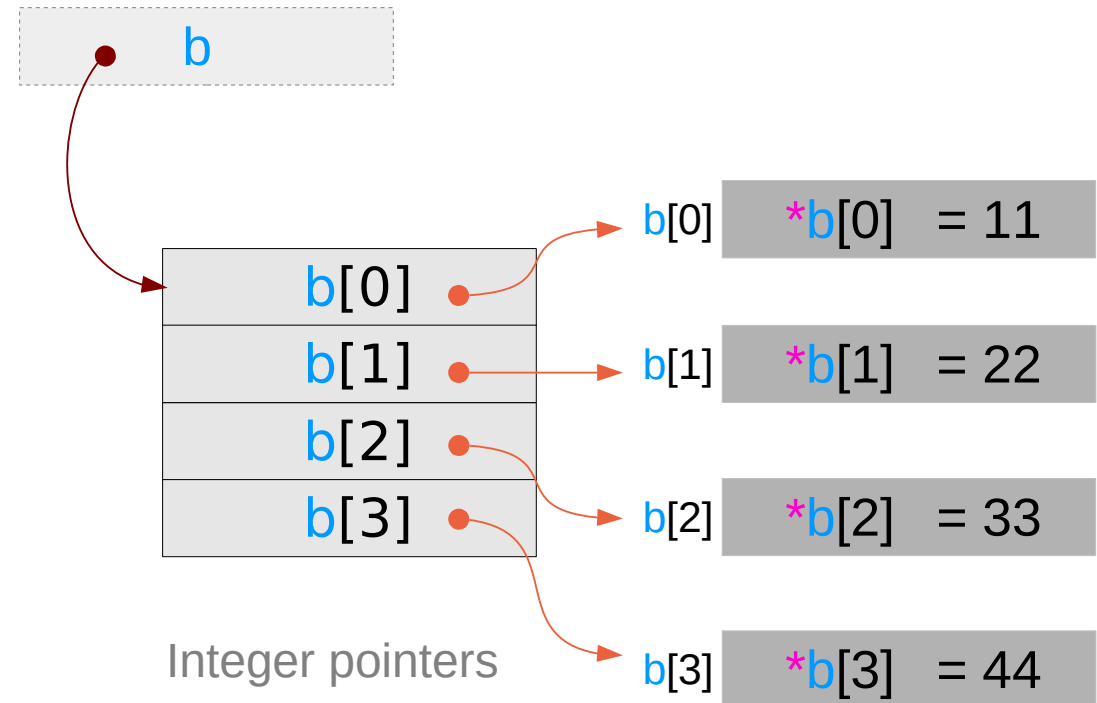 b
b[0]
b[1]
b[2]
b[3]
Integer pointers
b[0] *b[0] = 11
b[1] *b[1] = 22
b[2] *b[2] = 33
b[3] *b[3] = 44